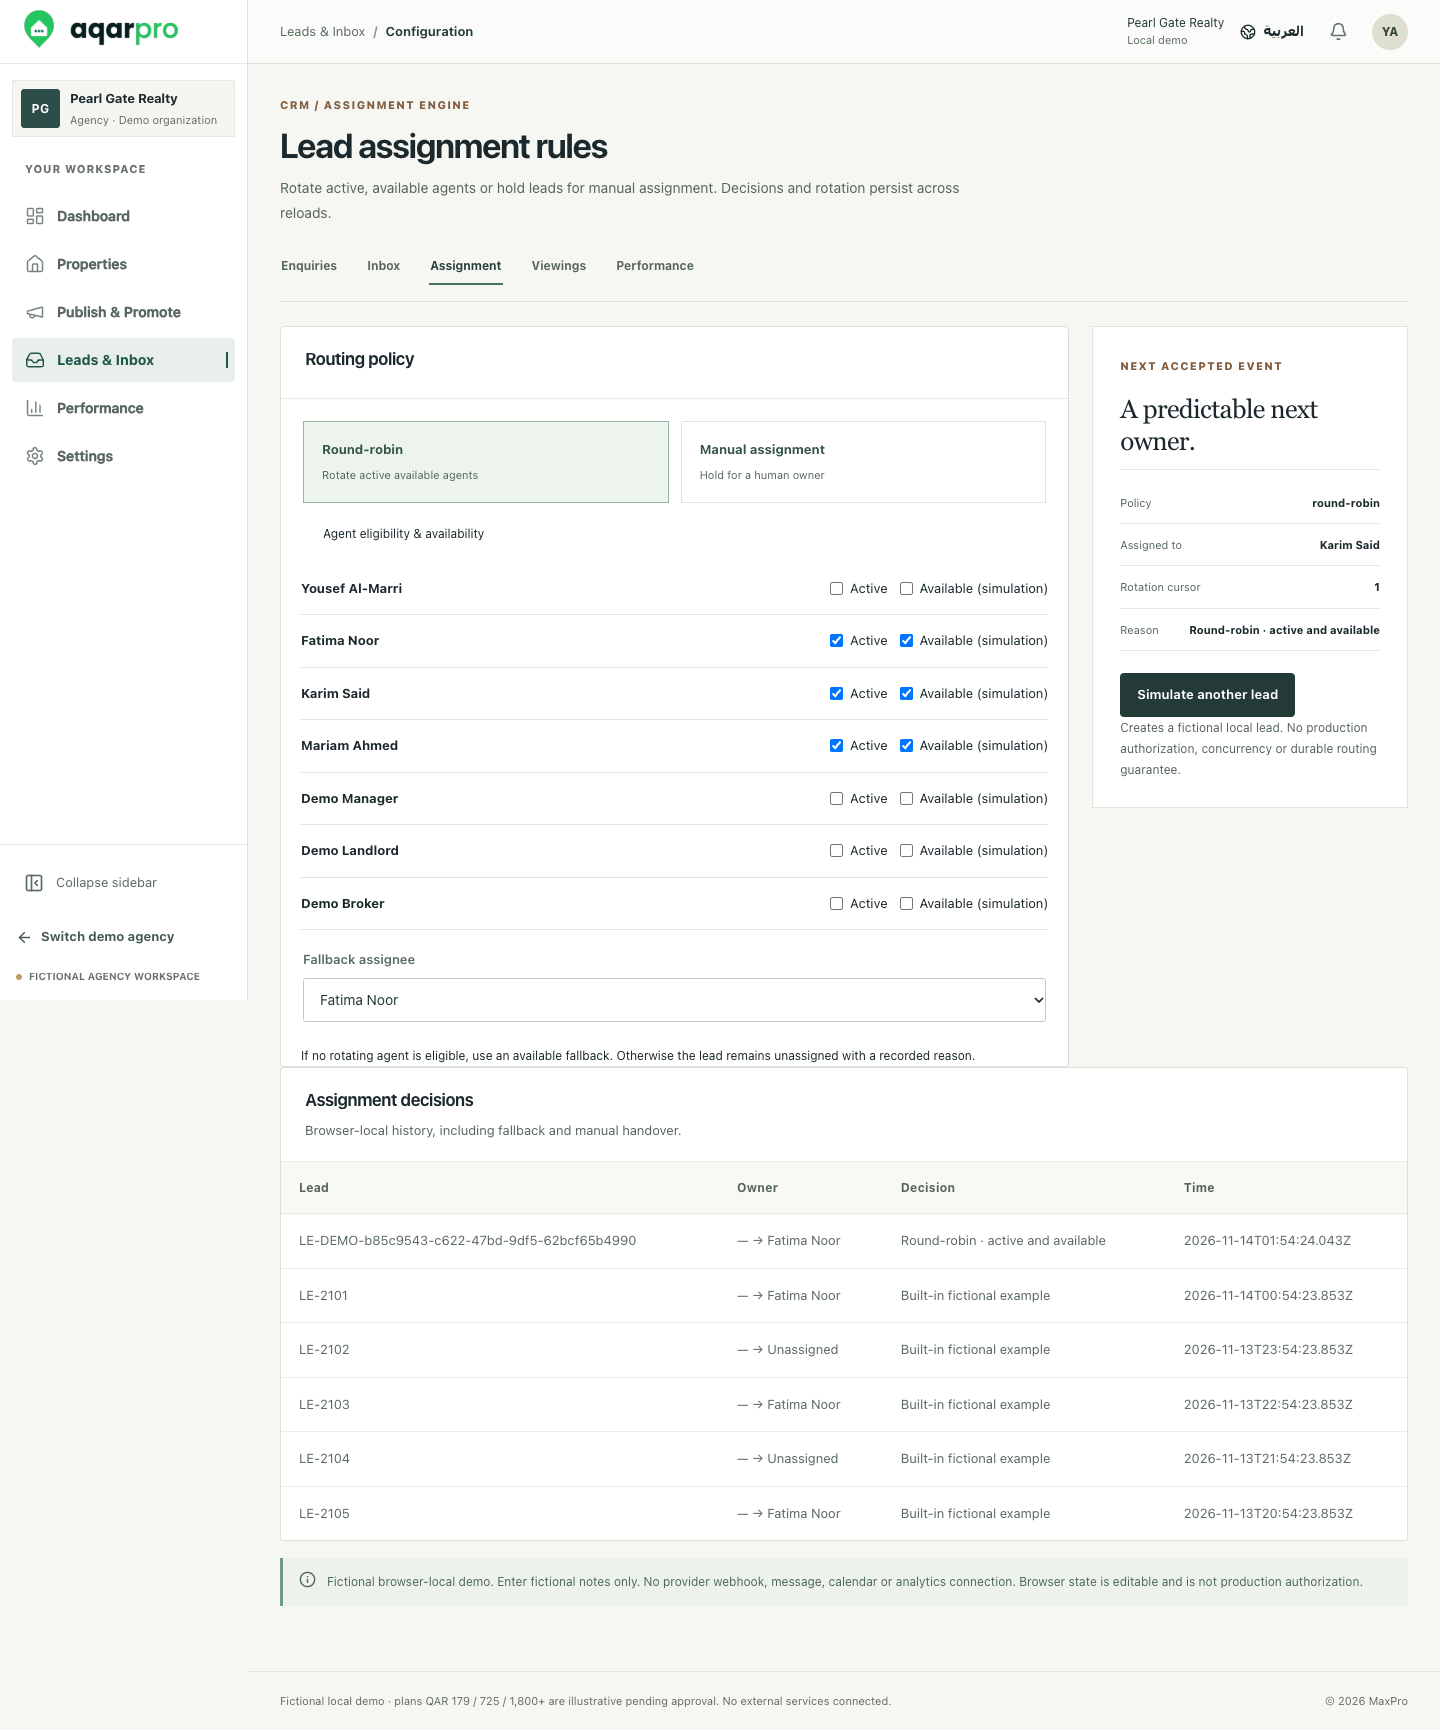 aqarpro
Leads & Inbox / Configuration
Pearl Gate Realty
Local demo
العربية
YA
PG
Pearl Gate Realty
Agency · Demo organization
YOUR WORKSPACE
Dashboard
Properties
Publish & Promote
Leads & Inbox
Performance
Settings
Collapse sidebar
Switch demo agency
FICTIONAL AGENCY WORKSPACE
CRM / ASSIGNMENT ENGINE
Lead assignment rules
Rotate active, available agents or hold leads for manual assignment. Decisions and rotation persist across
reloads.
Enquiries Inbox Assignment Viewings Performance
Routing policy
Round-robin
Rotate active available agents
Manual assignment
Hold for a human owner
Agent eligibility & availability
Yousef Al-Marri Active Available (simulation)
Fatima Noor Active Available (simulation)
Karim Said Active Available (simulation)
Mariam Ahmed Active Available (simulation)
Demo Manager Active Available (simulation)
Demo Landlord Active Available (simulation)
Demo Broker Active Available (simulation)
Fallback assignee
Fatima Noor
If no rotating agent is eligible, use an available fallback. Otherwise the lead remains unassigned with a recorded reason.
NEXT ACCEPTED EVENT
A predictable next
owner.
Policy round-robin
Assigned to Karim Said
Rotation cursor 1
Reason Round-robin · active and available
Simulate another lead
Creates a fictional local lead. No production
authorization, concurrency or durable routing
guarantee.
Assignment decisions
Browser-local history, including fallback and manual handover.
Lead Owner Decision Time
LE-DEMO-b85c9543-c622-47bd-9df5-62bcf65b4990 — → Fatima Noor Round-robin · active and available 2026-11-14T01:54:24.043Z
LE-2101 — → Fatima Noor Built-in fictional example 2026-11-14T00:54:23.853Z
LE-2102 — → Unassigned Built-in fictional example 2026-11-13T23:54:23.853Z
LE-2103 — → Fatima Noor Built-in fictional example 2026-11-13T22:54:23.853Z
LE-2104 — → Unassigned Built-in fictional example 2026-11-13T21:54:23.853Z
LE-2105 — → Fatima Noor Built-in fictional example 2026-11-13T20:54:23.853Z
Fictional browser-local demo. Enter fictional notes only. No provider webhook, message, calendar or analytics connection. Browser state is editable and is not production authorization.
Fictional local demo · plans QAR 179 / 725 / 1,800+ are illustrative pending approval. No external services connected.
© 2026 MaxPro